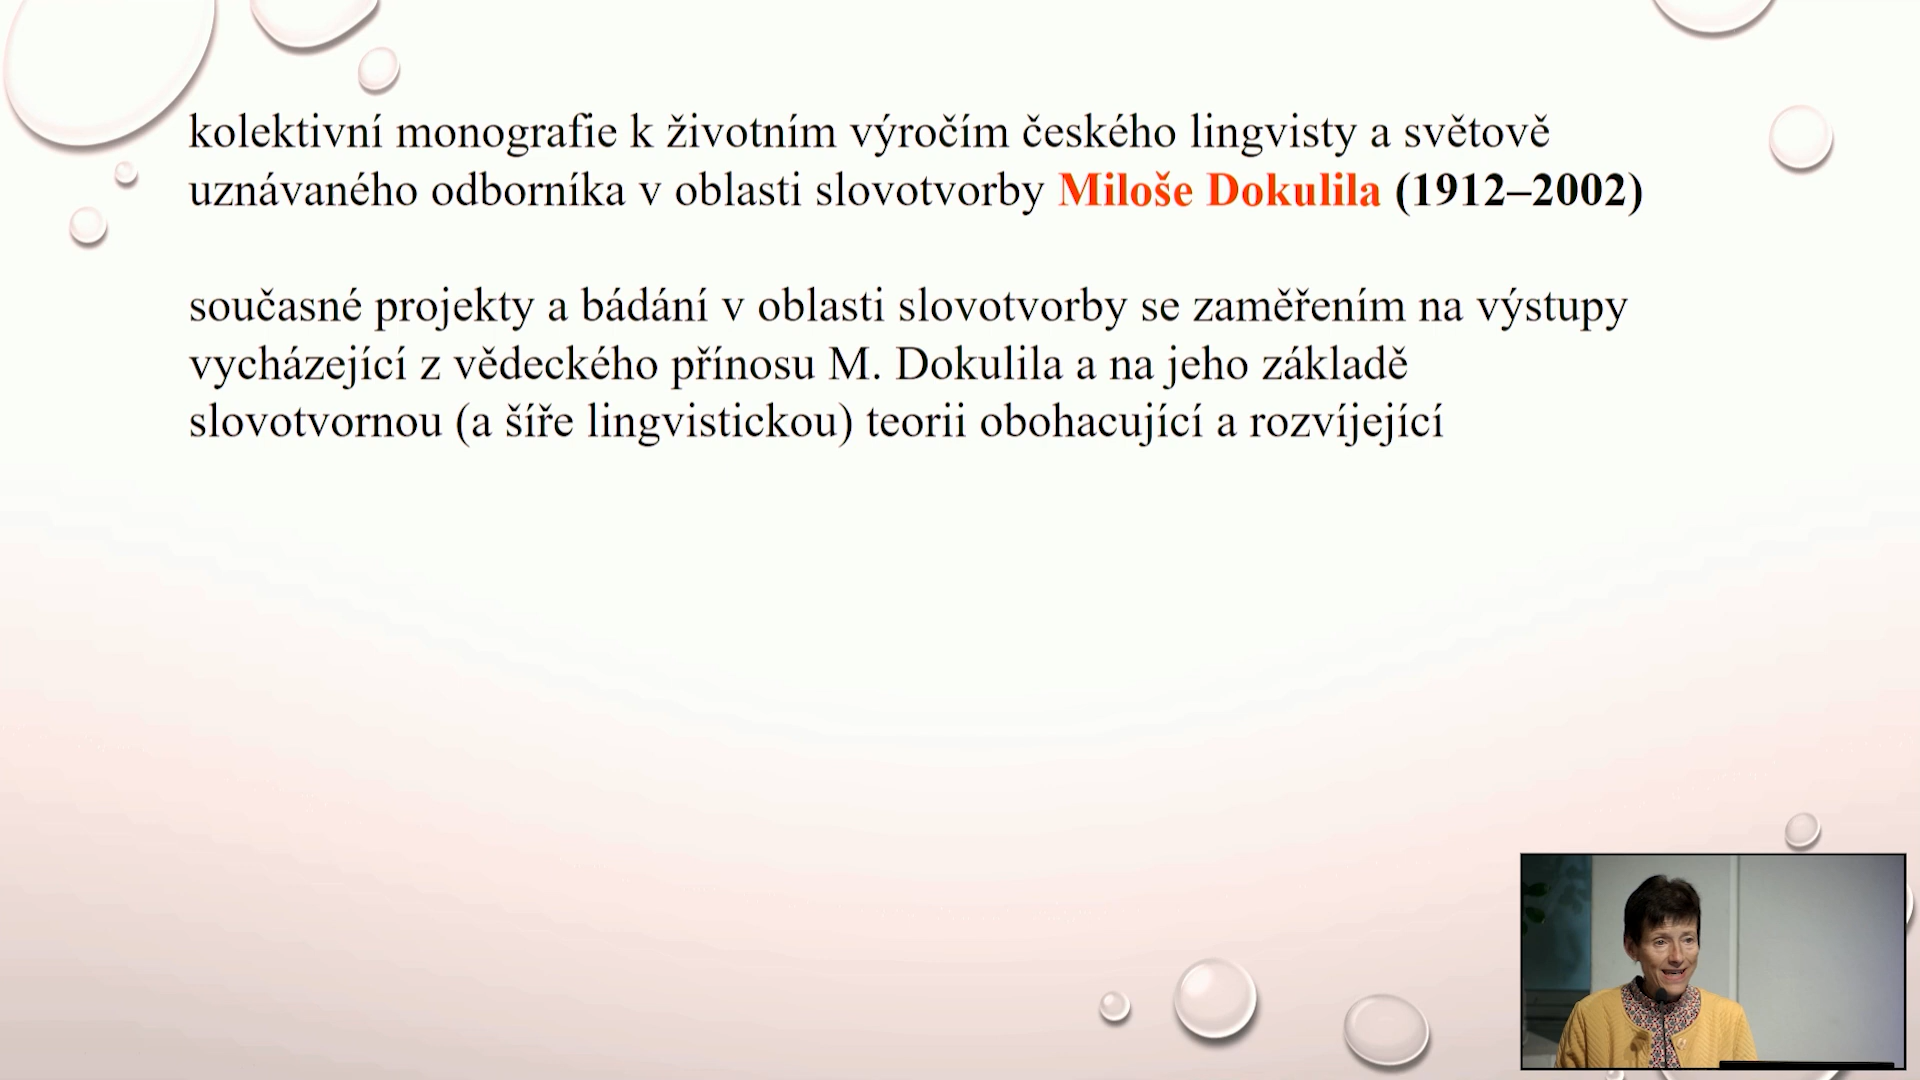 kolektivní monografie k životním výročím českého lingvisty a světově
uznávaného odborníka v oblasti slovotvorby Miloše Dokulila (1912–2002)
současné projekty a bádání v oblasti slovotvorby se zaměřením na výstupy
vycházející z vědeckého přínosu M. Dokulila a na jeho základě
slovotvornou (a šíře lingvistickou) teorii obohacující a rozvíjející